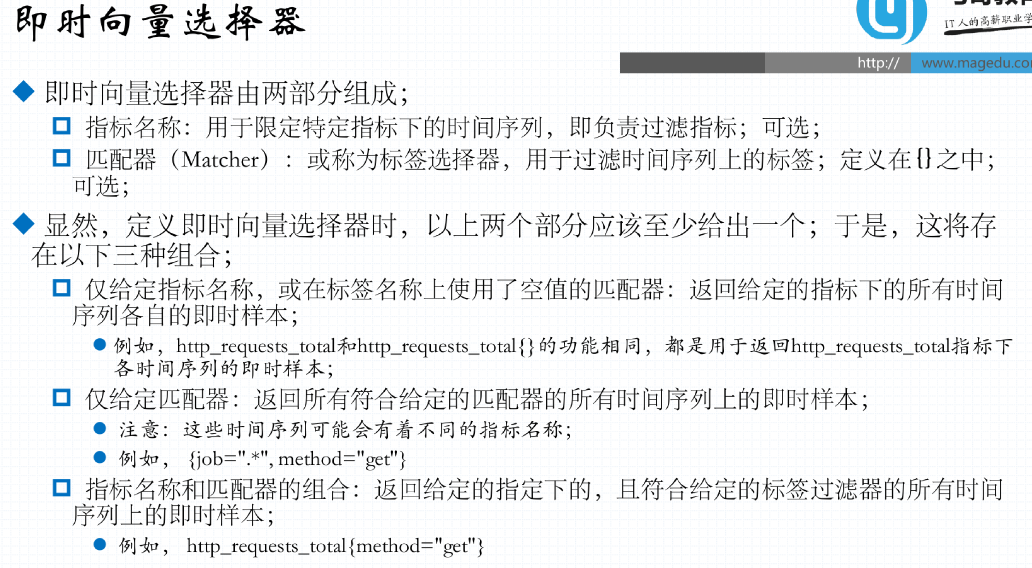 即时向量选择器
IT人的高薪职业学
http:// www.magedu.co
◆ 即时向量选择器由两部分组成；
指标名称：用于限定特定指标下的时间序列，即负责过滤指标；可选；
匹配器（Matcher）：或称为标签选择器，用于过滤时间序列上的标签；定义在{}之中；
可选；
◆ 显然，定义即时向量选择器时，以上两个部分应该至少给出一个；于是，这将存
在以下三种组合；
仅给定指标名称，或在标签名称上使用了空值的匹配器：返回给定的指标下的所有时间
序列各自的即时样本；
● 例如，http_requests_total和http_requests_total{}的功能相同，都是用于返回http_requests_total指标下
各时间序列的即时样本；
仅给定匹配器：返回所有符合给定的匹配器的所有时间序列上的即时样本；
● 注意：这些时间序列可能会有着不同的指标名称；
● 例如， {job=".*", method="get"}
指标名称和匹配器的组合：返回给定的指定下的，且符合给定的标签过滤器的所有时间
序列上的即时样本；
● 例如， http_requests_total{method="get"}